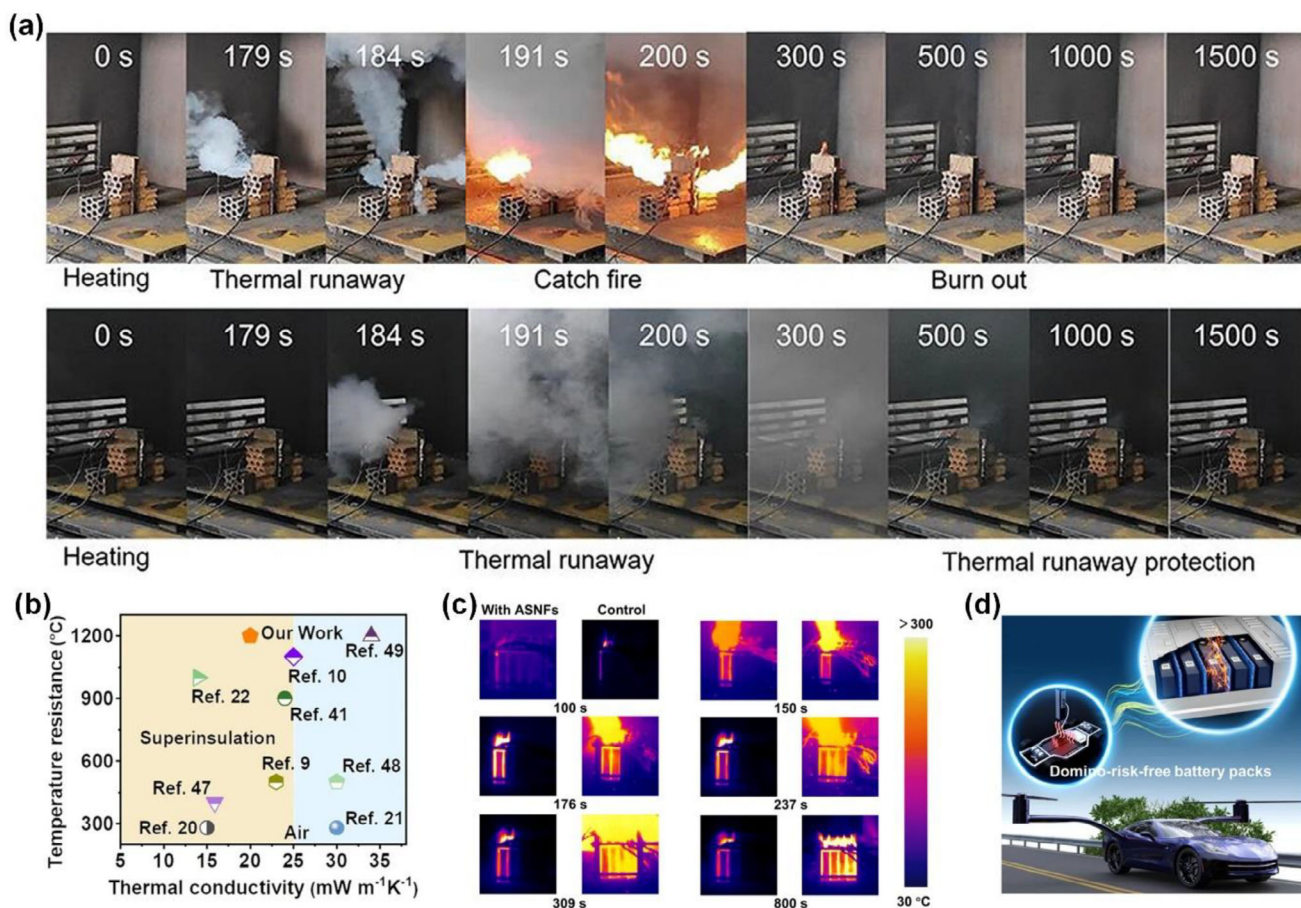 (a)
0 s 179 s 184 s 191 s 200 s 300 s 500 s 1000 s 1500 s
Heating Thermal runaway Catch fire Burn out
0 s 179 s 184 s 191 s 200 s 300 s 500 s 1000 s 1500 s
Heating Thermal runaway Thermal runaway protection
(b)
Temperature resistance (°C)
1200
900
600
300
Our Work
Ref. 49
Ref. 10
Ref. 22
Ref. 41
Superinsulation
Ref. 9
Ref. 48
Ref. 47
Ref. 20
Air
Ref. 21
5 10 15 20 25 30 35
Thermal conductivity (mW m⁻¹K⁻¹)
(c)
With ASNFs Control
100 s 150 s
176 s 237 s
309 s 800 s
> 300
30 °C
(d)
Domino-risk-free battery packs